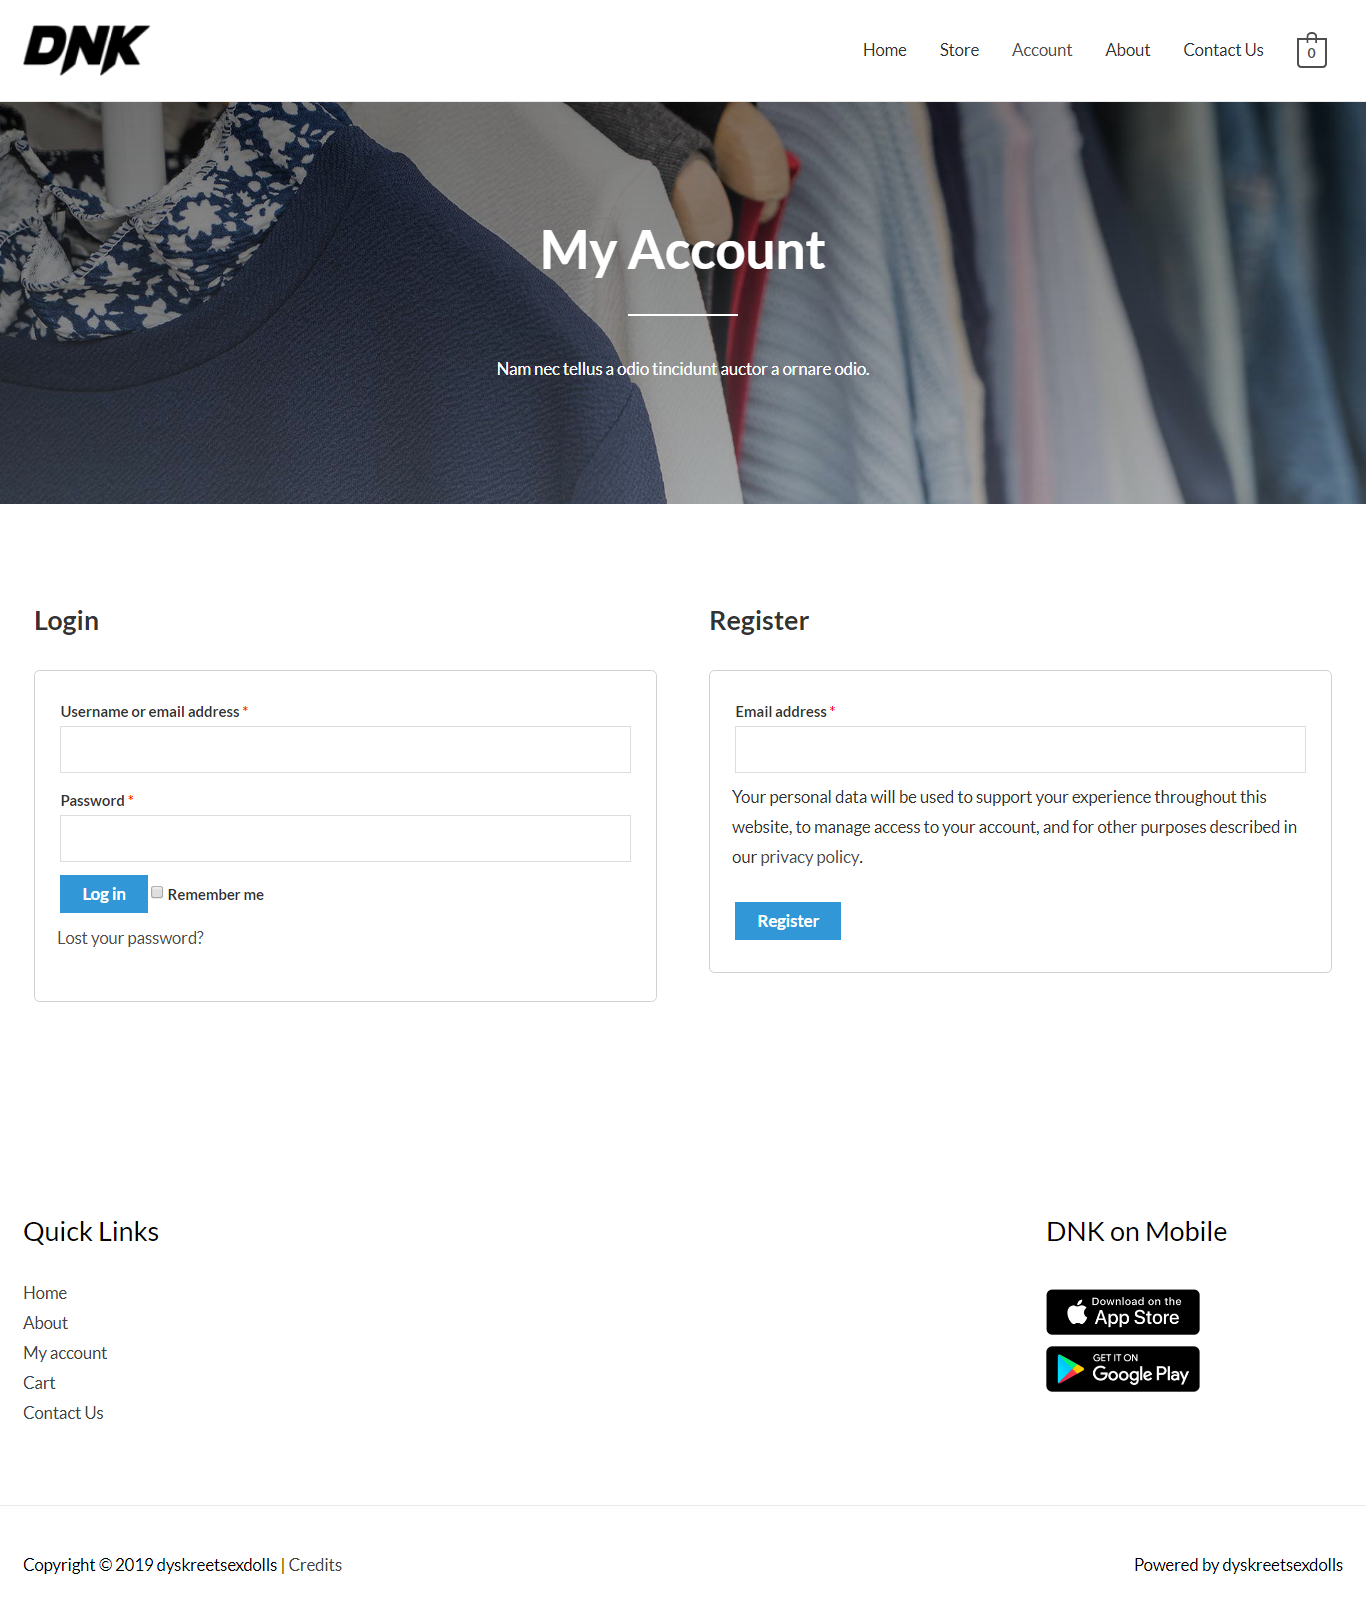 DNK
Home
Store
Account
About
Contact Us
0
My Account
Nam nec tellus a odio tincidunt auctor a ornare odio.
Login
Username or email address *
Password *
Log in
Remember me
Lost your password?
Register
Email address *
Your personal data will be used to support your experience throughout this
website, to manage access to your account, and for other purposes described in
our privacy policy.
Register
Quick Links
Home
About
My account
Cart
Contact Us
DNK on Mobile
Download on the
App Store
GET IT ON
Google Play
Copyright © 2019 dyskreetsexdolls | Credits
Powered by dyskreetsexdolls